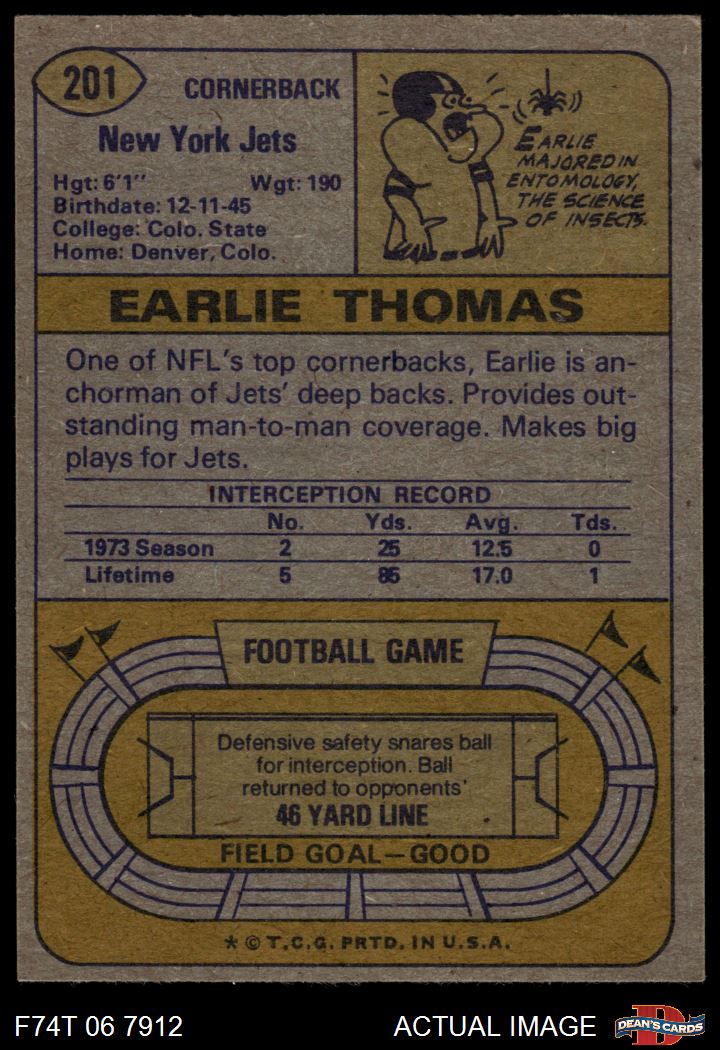 201
CORNERBACK
New York Jets
Hgt: 6'1" Wgt: 190
Birthdate: 12-11-45
College: Colo. State
Home: Denver, Colo.
EARLIE
MAJORED IN
ENTOMOLOGY,
THE SCIENCE
OF INSECTS.
EARLIE THOMAS
One of NFL's top cornerbacks, Earlie is an-
chorman of Jets' deep backs. Provides out-
standing man-to-man coverage. Makes big
plays for Jets.
INTERCEPTION RECORD
No. Yds. Avg. Tds.
1973 Season 2 25 12.5 0
Lifetime 5 85 17.0 1
FOOTBALL GAME
Defensive safety snares ball
for interception. Ball
returned to opponents'
46 YARD LINE
FIELD GOAL—GOOD
* © T.C.G. PRTD. IN U.S.A.
F74T 06 7912 ACTUAL IMAGE
D
DEAN'S CARDS